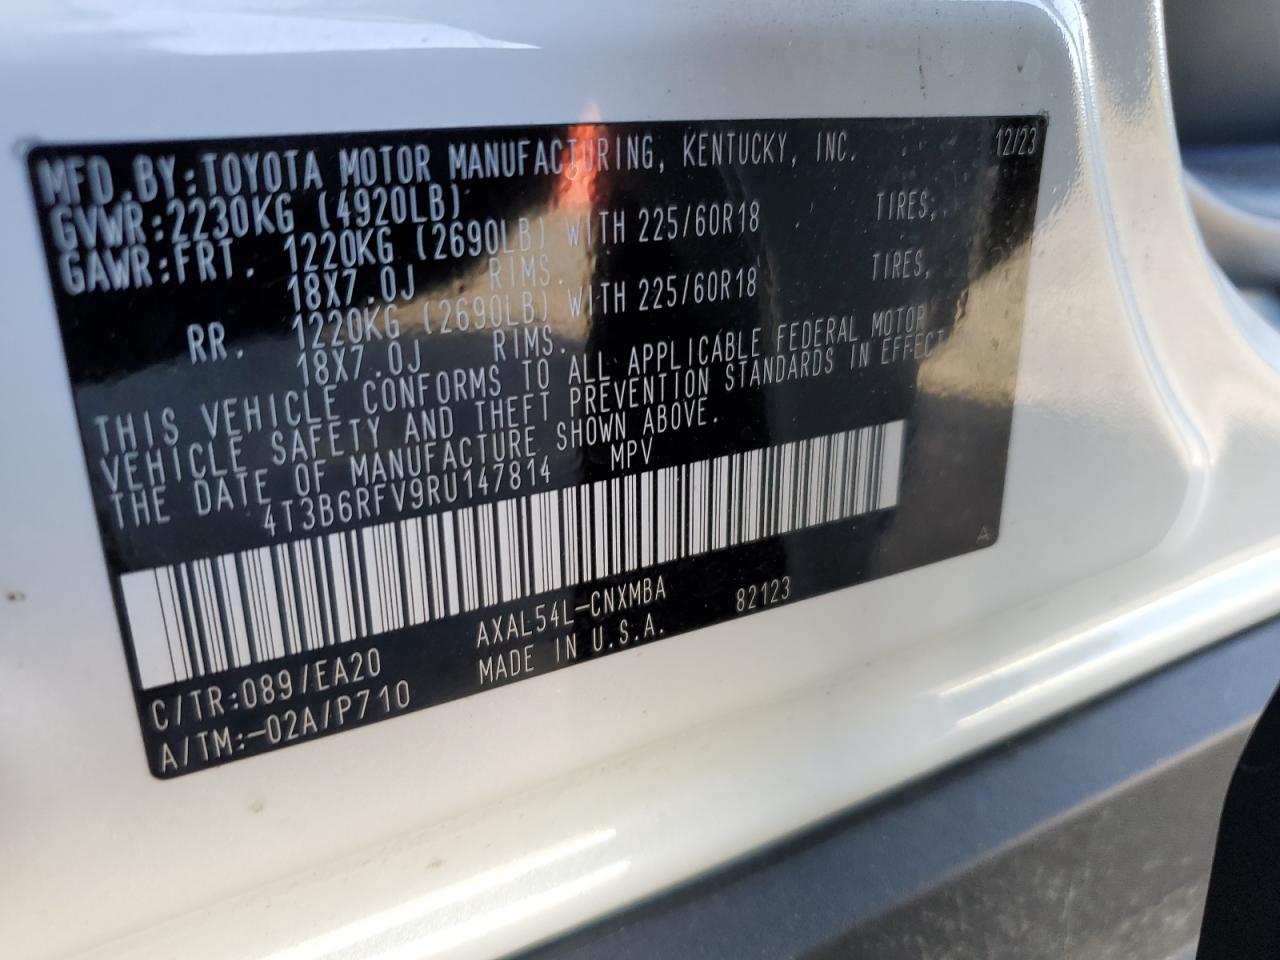 MFD.BY:TOYOTA MOTOR MANUFACTURING, KENTUCKY, INC. 12/23
GVWR:2230KG (4920LB)
GAWR:FRT. 1220KG (2690LB) WITH 225/60R18 TIRES,
18X7.0J RIMS.
RR. 1220KG (2690LB) WITH 225/60R18 TIRES,
18X7.0J RIMS.
THIS VEHICLE CONFORMS TO ALL APPLICABLE FEDERAL MOTOR
VEHICLE SAFETY AND THEFT PREVENTION STANDARDS IN EFFECT
THE DATE OF MANUFACTURE SHOWN ABOVE.
4T3B6RFV9RU147814 MPV
C/TR:089/EA20 AXAL54L-CNXMBA 82123
A/TM:-02A/P710 MADE IN U.S.A.
A